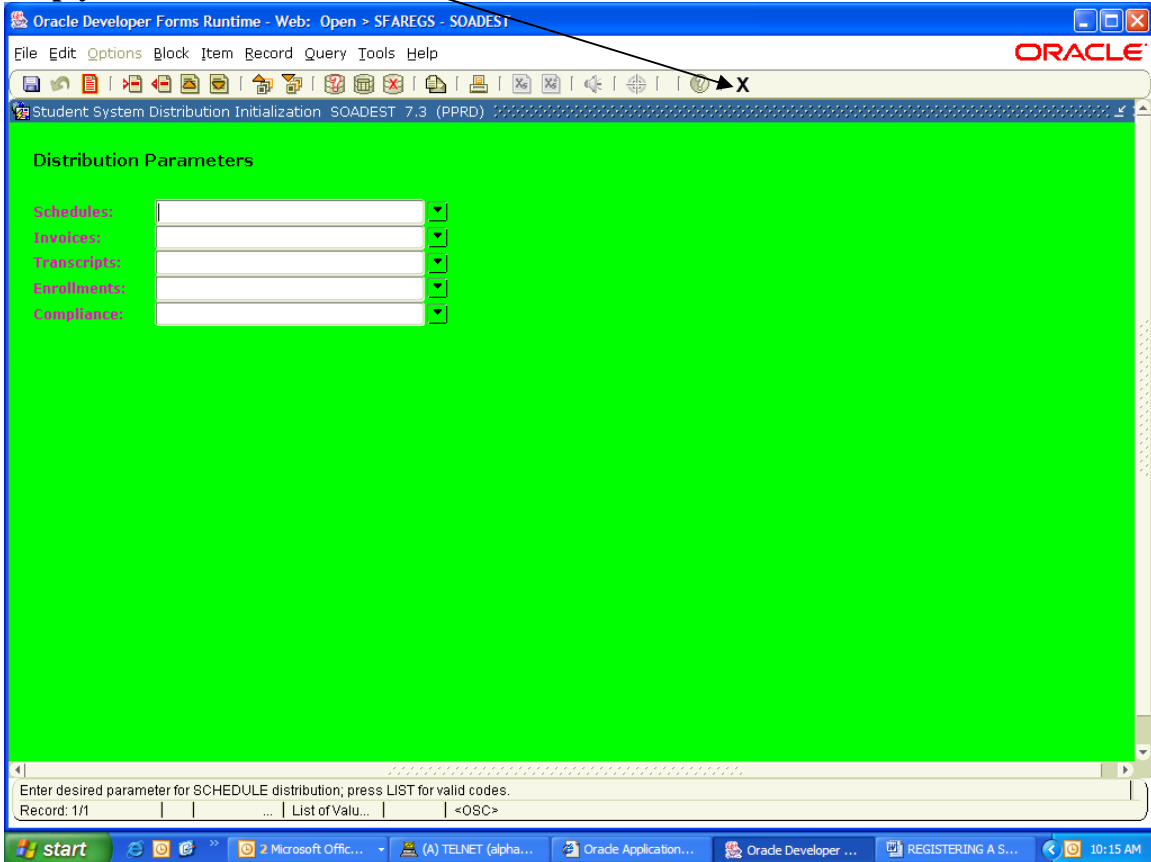 Oracle Developer Forms Runtime - Web: Open > SFAREGS - SOADEST
File Edit Options Block Item Record Query Tools Help
ORACLE
X
Student System Distribution Initialization SOADEST 7.3 (PPRD)
Distribution Parameters
Schedules:
Invoices:
Transcripts:
Enrollments:
Compliance:
Enter desired parameter for SCHEDULE distribution; press LIST for valid codes.
Record: 1/1 ... List of Valu... <OSC>
start 2 Microsoft Offic... (A) TELNET (alpha... Oracle Application... Oracle Developer ... REGISTERING A S... 10:15 AM